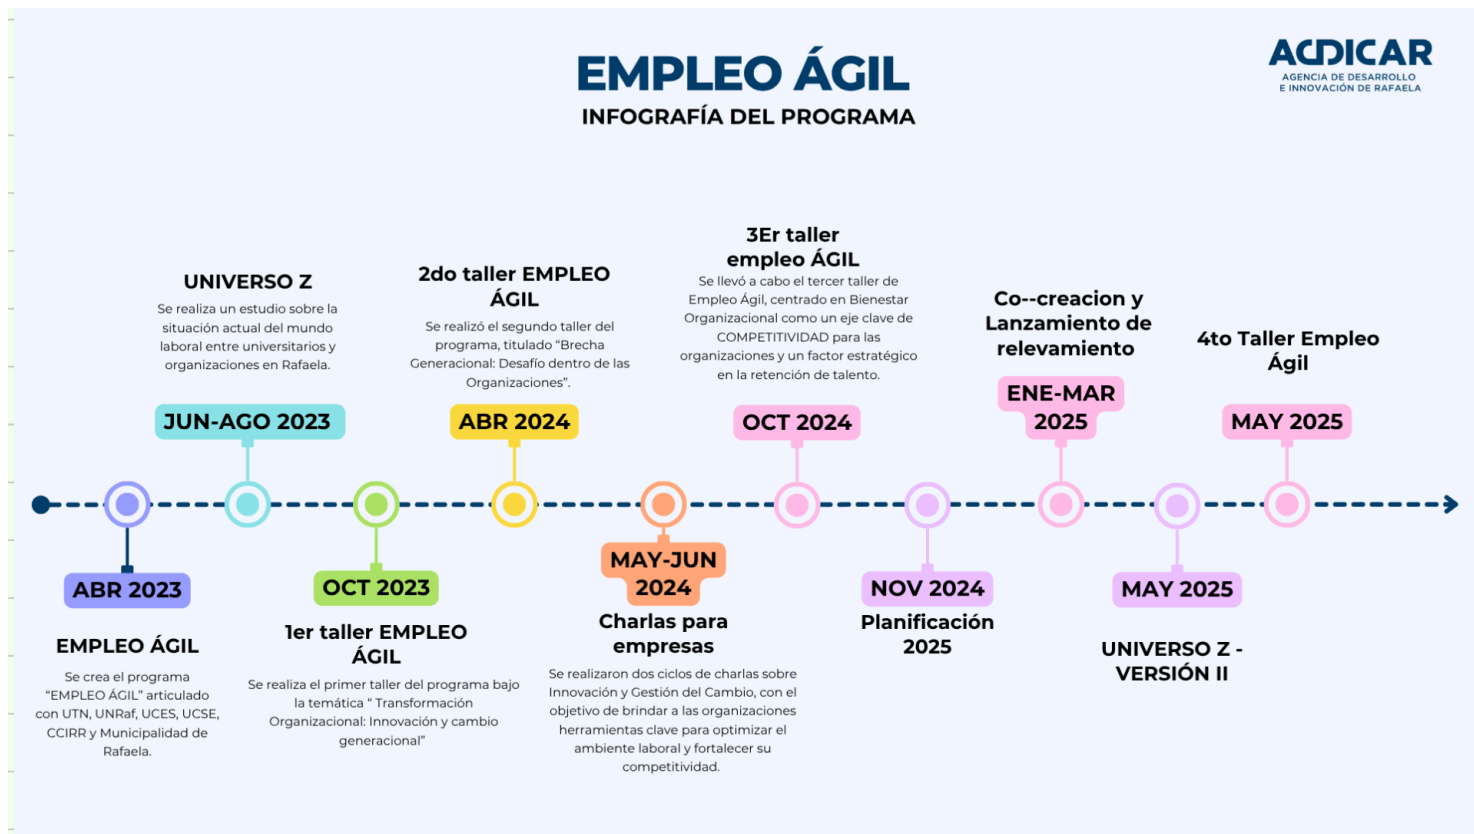 EMPLEO ÁGIL
INFOGRAFÍA DEL PROGRAMA
ACDICAR
AGENCIA DE DESARROLLO
E INNOVACIÓN DE RAFAELA
ABR 2023
EMPLEO ÁGIL
Se crea el programa
“EMPLEO ÁGIL” articulado
con UTN, UNRaf, UCES, UCSE,
CCIRR y Municipalidad de
Rafaela.
UNIVERSO Z
Se realiza un estudio sobre la
situación actual del mundo
laboral entre universitarios y
organizaciones en Rafaela.
JUN-AGO 2023
OCT 2023
1er taller EMPLEO
ÁGIL
Se realiza el primer taller del programa bajo
la temática “ Transformación
Organizacional: Innovación y cambio
generacional”
2do taller EMPLEO
ÁGIL
Se realizó el segundo taller del
programa, titulado “Brecha
Generacional: Desafío dentro de las
Organizaciones”.
ABR 2024
MAY-JUN
2024
Charlas para
empresas
Se realizaron dos ciclos de charlas sobre
Innovación y Gestión del Cambio, con el
objetivo de brindar a las organizaciones
herramientas clave para optimizar el
ambiente laboral y fortalecer su
competitividad.
3Er taller
empleo ÁGIL
Se llevó a cabo el tercer taller de
Empleo Ágil, centrado en Bienestar
Organizacional como un eje clave de
COMPETITIVIDAD para las
organizaciones y un factor estratégico
en la retención de talento.
OCT 2024
NOV 2024
Planificación
2025
Co--creacion y
Lanzamiento de
relevamiento
ENE-MAR
2025
MAY 2025
UNIVERSO Z -
VERSIÓN II
4to Taller Empleo
Ágil
MAY 2025